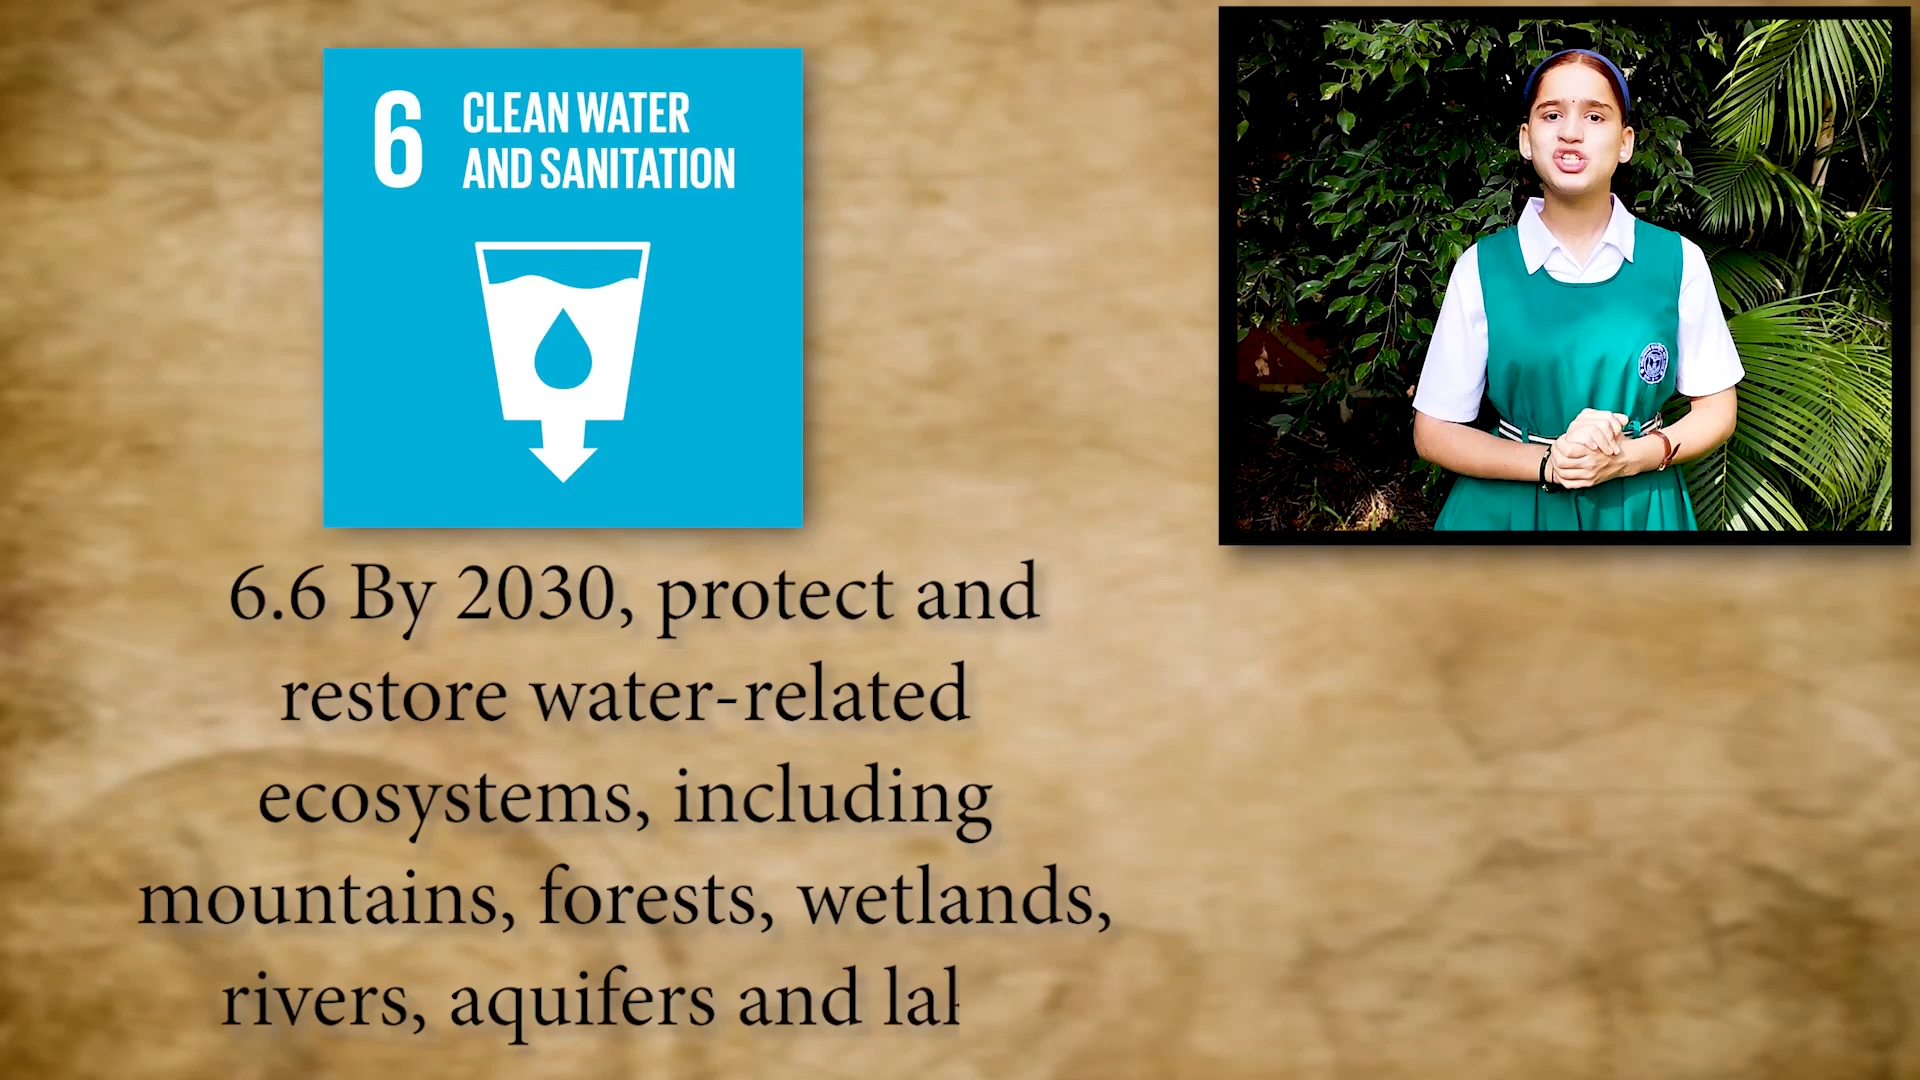 6
CLEAN WATER
AND SANITATION
6.6 By 2030, protect and
restore water-related
ecosystems, including
mountains, forests, wetlands,
rivers, aquifers and